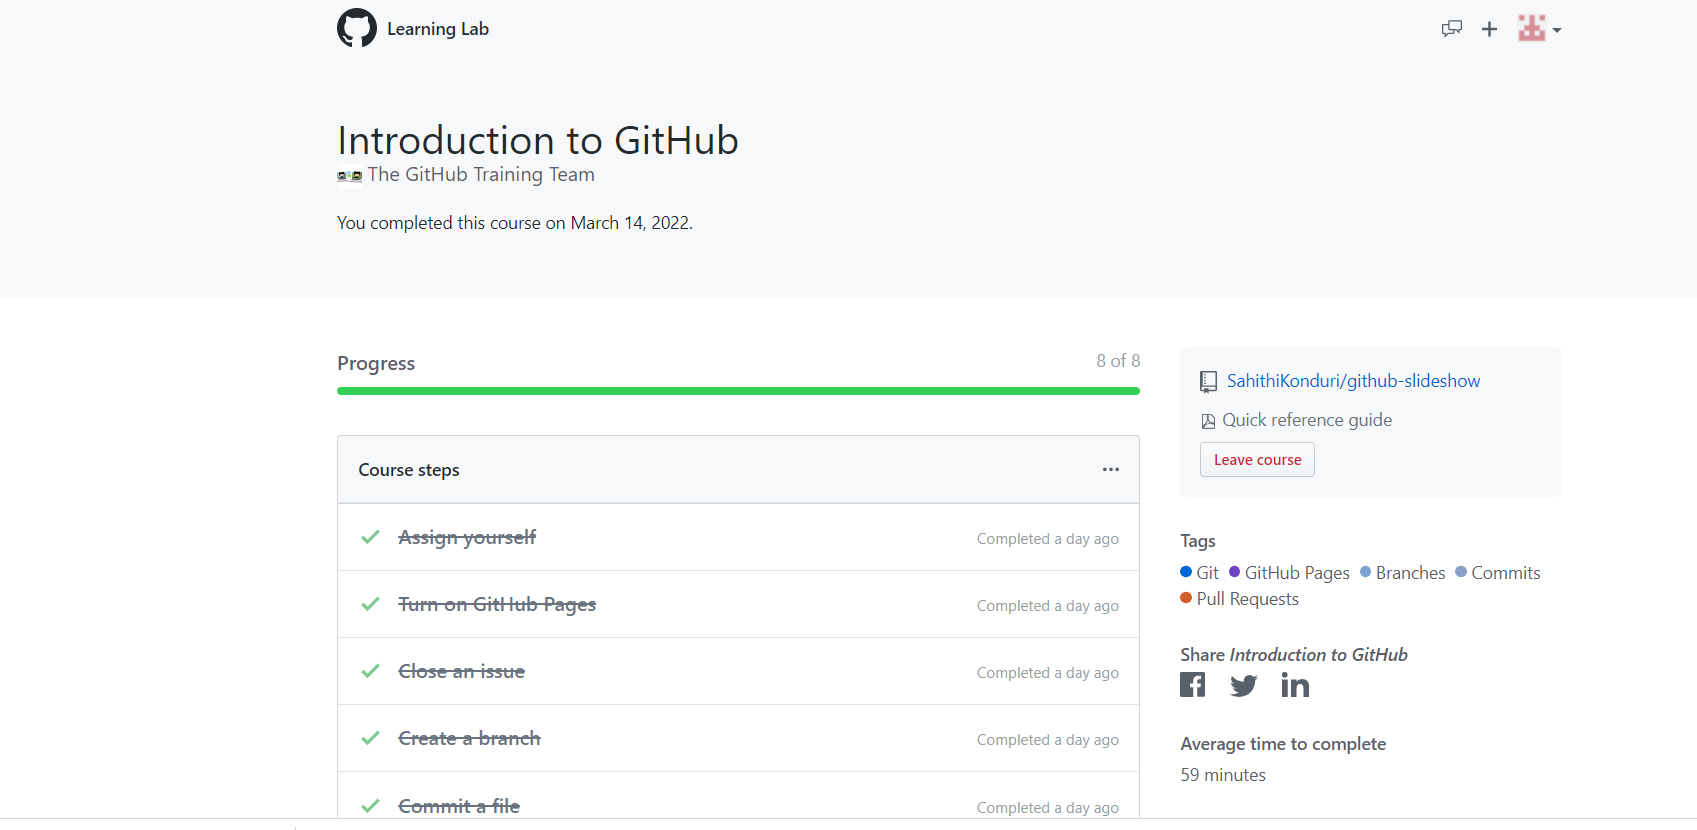 Learning Lab
Introduction to GitHub
The GitHub Training Team
You completed this course on March 14, 2022.
Progress
8 of 8
Course steps
Assign yourself
Completed a day ago
Turn on GitHub Pages
Completed a day ago
Close an issue
Completed a day ago
Create a branch
Completed a day ago
Commit a file
Completed a day ago
SahithiKonduri/github-slideshow
Quick reference guide
Leave course
Tags
Git GitHub Pages Branches Commits
Pull Requests
Share Introduction to GitHub
Average time to complete
59 minutes